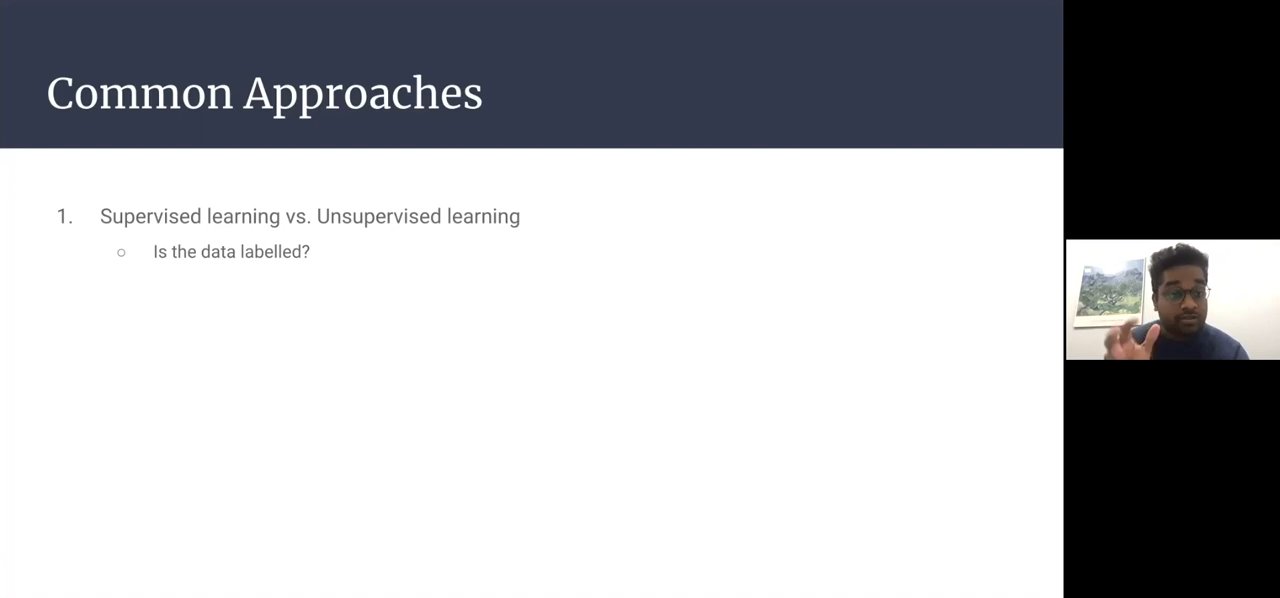 Common Approaches
1. Supervised learning vs. Unsupervised learning
○ Is the data labelled?